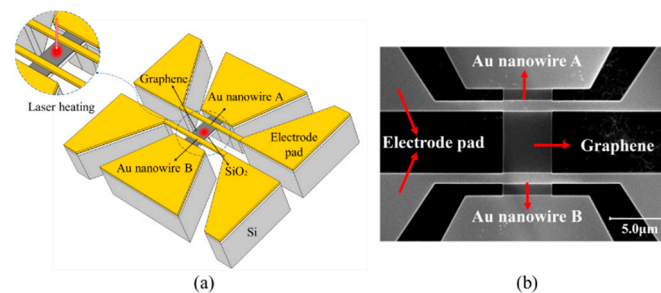 Laser heating
Graphene
Au nanowire A
Electrode
pad
Au nanowire B
SiO₂
Si
(a)
Au nanowire A
Electrode pad
Graphene
Au nanowire B
5.0μm
(b)